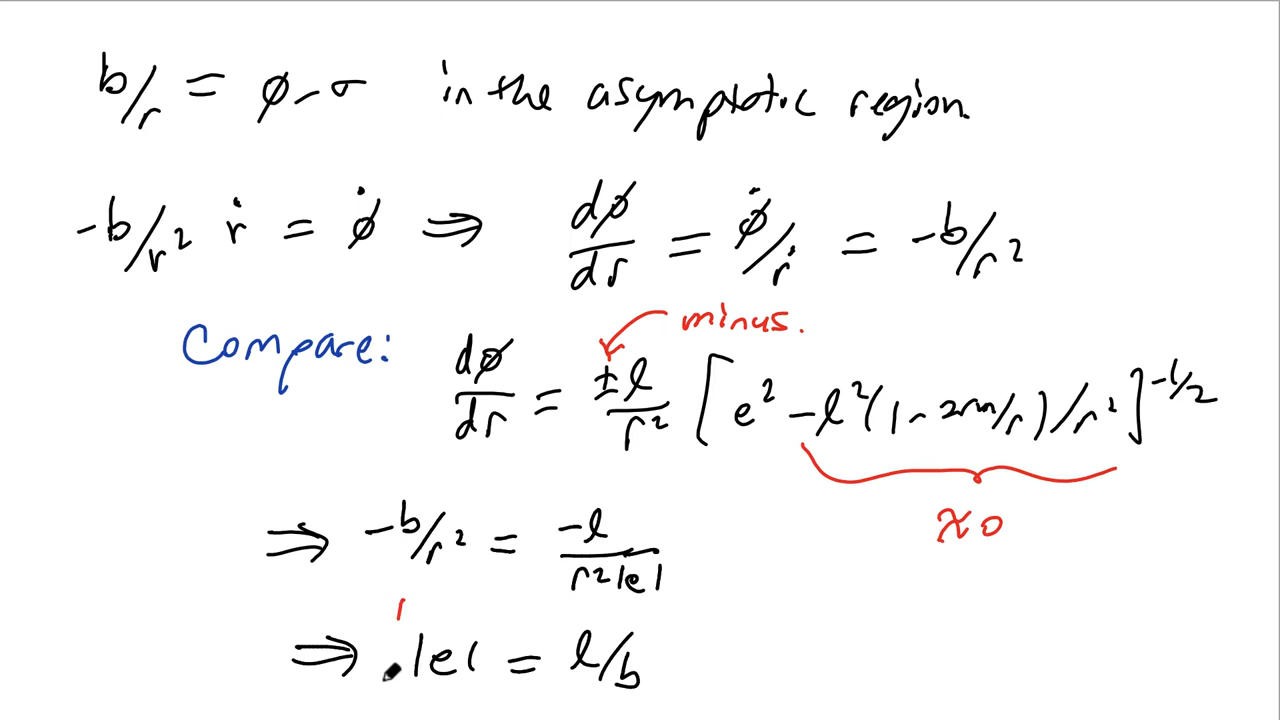 b/r = ϕ - σ in the asymptotic region.
-b/r² ṙ = ϕ̇ ⇒ dϕ/dr = ϕ̇/ṙ = -b/r²
minus.
Compare: dϕ/dr = ±l/r² [e² - l²(1 - 2m/r)/r²]^{-1/2}
≈ 0
⇒ -b/r² = -l/(r²|e|)
⇒ |e| = l/b